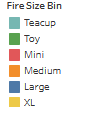 Fire Size Bin
Teacup
Toy
Mini
Medium
Large
XL